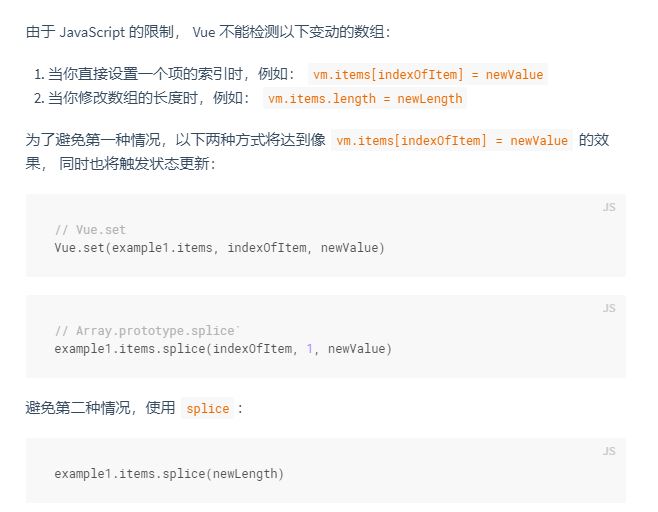 由于 JavaScript 的限制， Vue 不能检测以下变动的数组：
1. 当你直接设置一个项的索引时，例如： vm.items[indexOfItem] = newValue
2. 当你修改数组的长度时，例如： vm.items.length = newLength
为了避免第一种情况，以下两种方式将达到像 vm.items[indexOfItem] = newValue 的效
果， 同时也将触发状态更新：
JS
// Vue.set
Vue.set(example1.items, indexOfItem, newValue)
JS
// Array.prototype.splice`
example1.items.splice(indexOfItem, 1, newValue)
避免第二种情况，使用 splice：
JS
example1.items.splice(newLength)